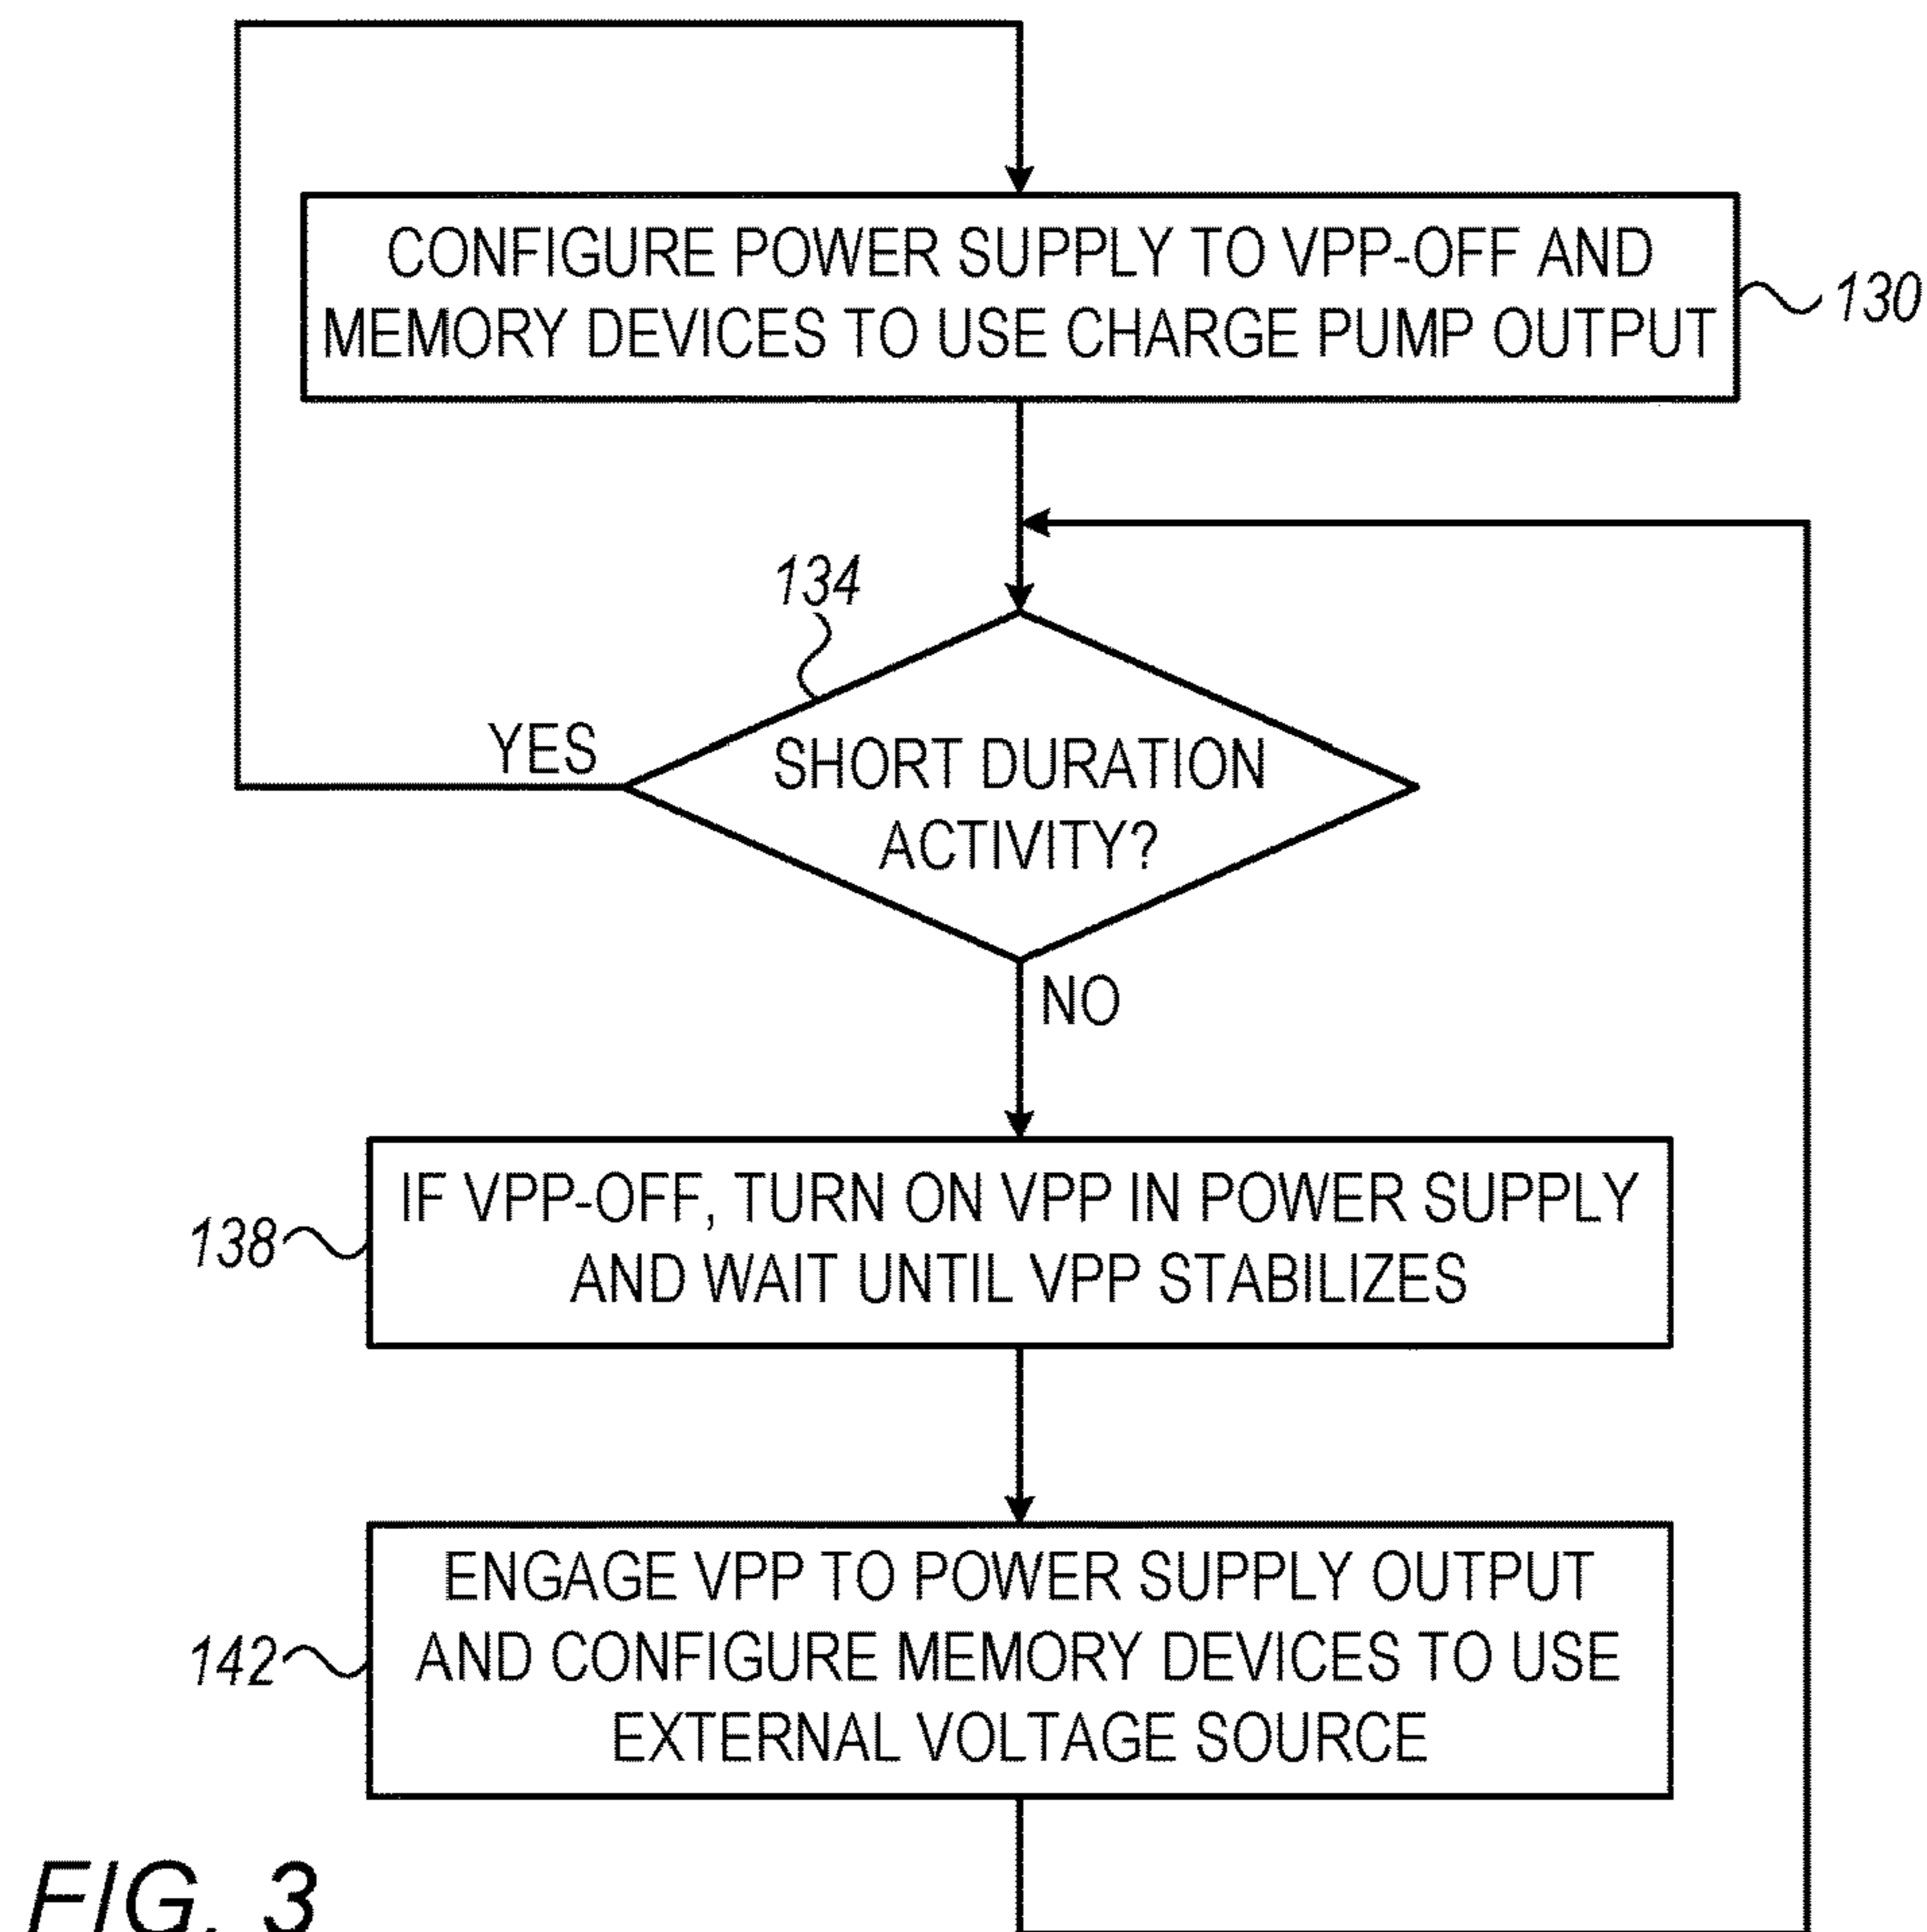 CONFIGURE POWER SUPPLY TO VPP-OFF AND
MEMORY DEVICES TO USE CHARGE PUMP OUTPUT
130
134
YES
SHORT DURATION
ACTIVITY?
NO
IF VPP-OFF, TURN ON VPP IN POWER SUPPLY
AND WAIT UNTIL VPP STABILIZES
138
ENGAGE VPP TO POWER SUPPLY OUTPUT
AND CONFIGURE MEMORY DEVICES TO USE
EXTERNAL VOLTAGE SOURCE
142
FIG. 3